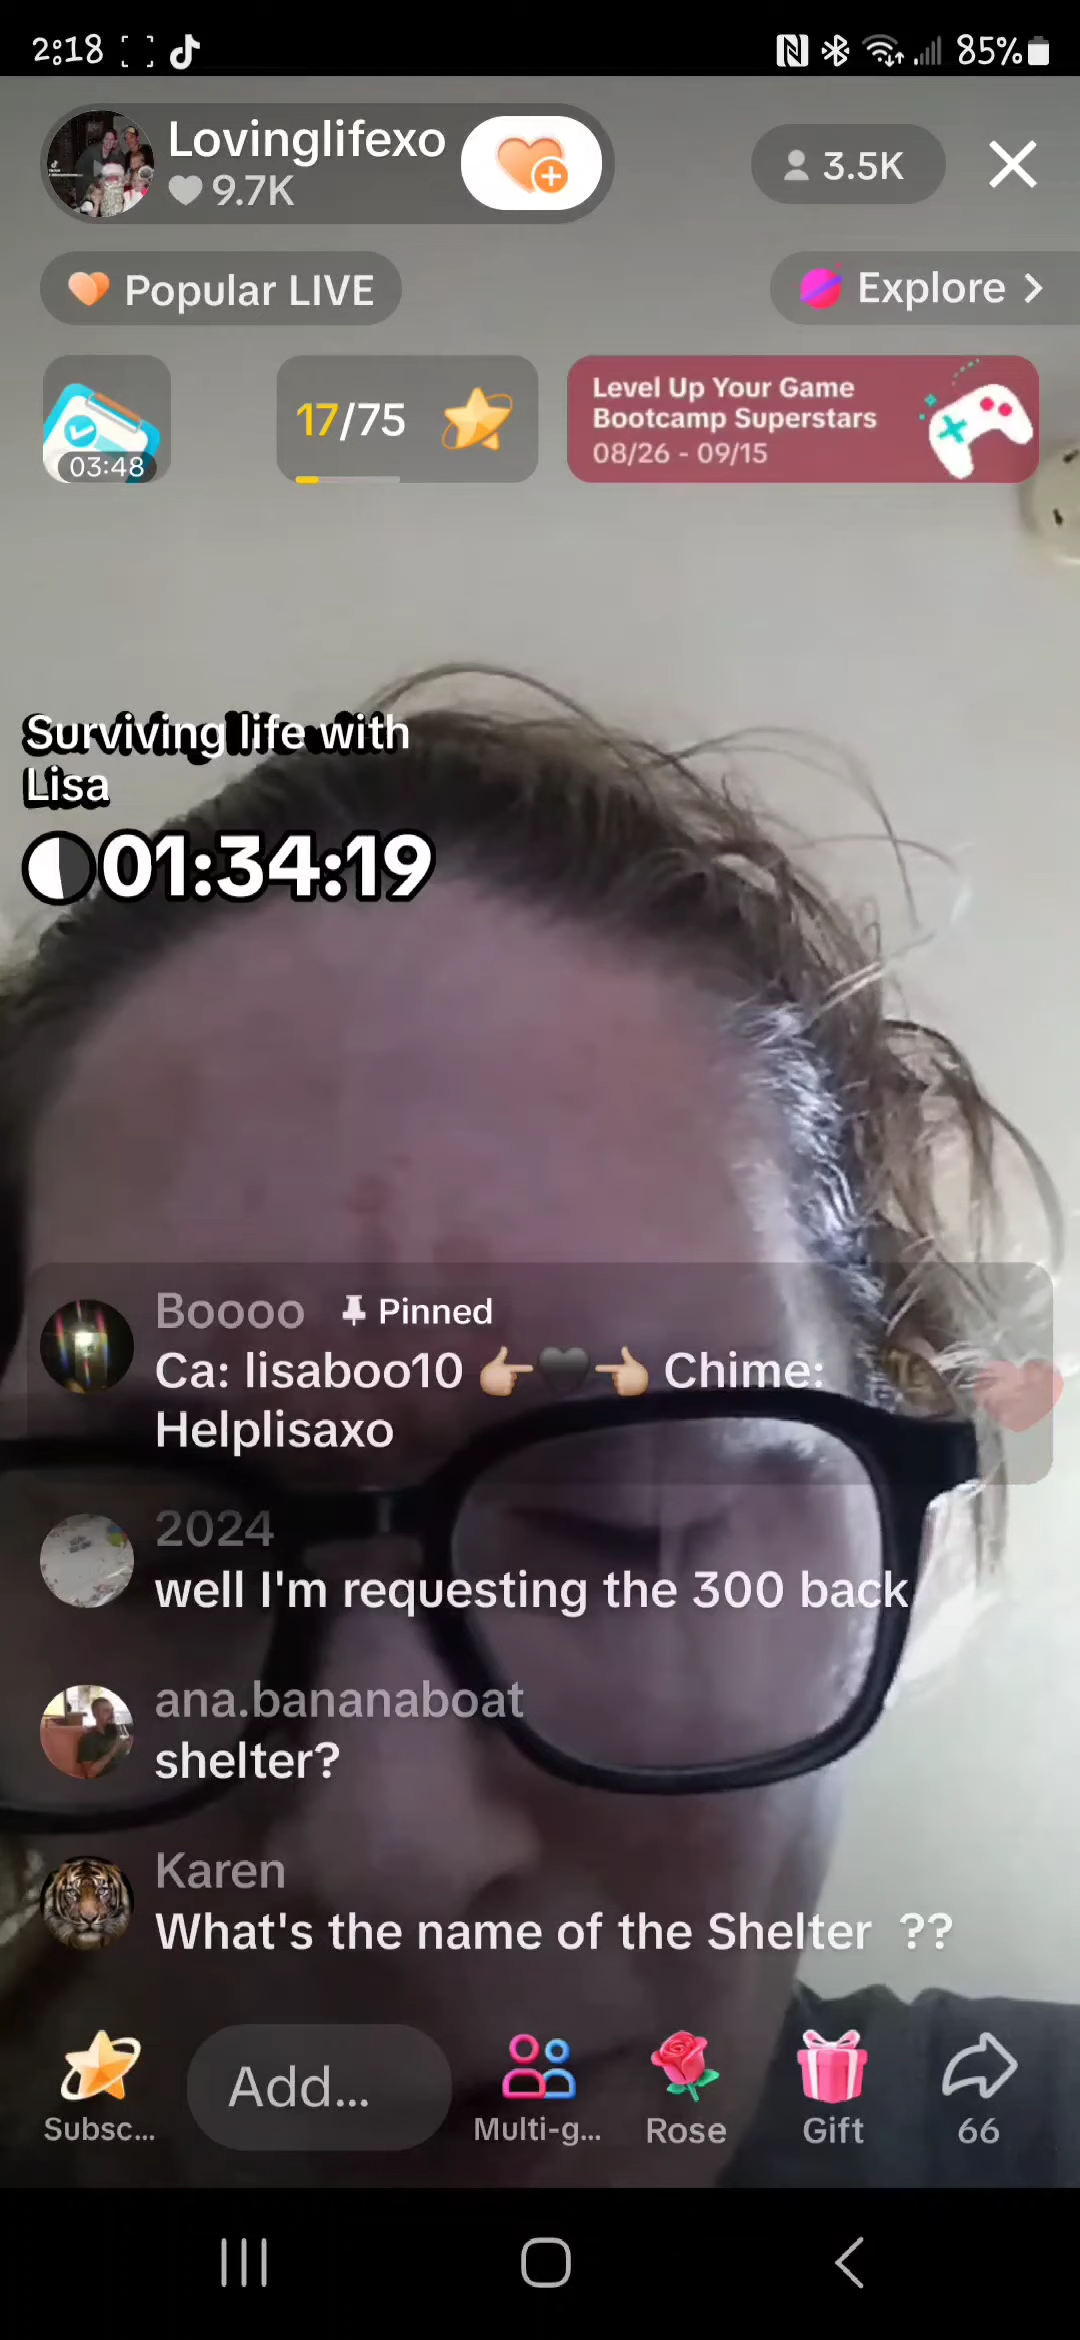 2:18
85%
Lovinglifexo
9.7K
3.5K
Popular LIVE
Explore
03:48
17/75
Level Up Your Game
Bootcamp Superstars
08/26 - 09/15
Surviving life with
Lisa
01:34:19
Boooo Pinned
Ca: lisaboo10 👉🏼🖤👈🏼 Chime:
Helplisaxo
2024
well I'm requesting the 300 back
ana.bananaboat
shelter?
Karen
What's the name of the Shelter ??
Subsc...
Add...
Multi-g...
Rose
Gift
66